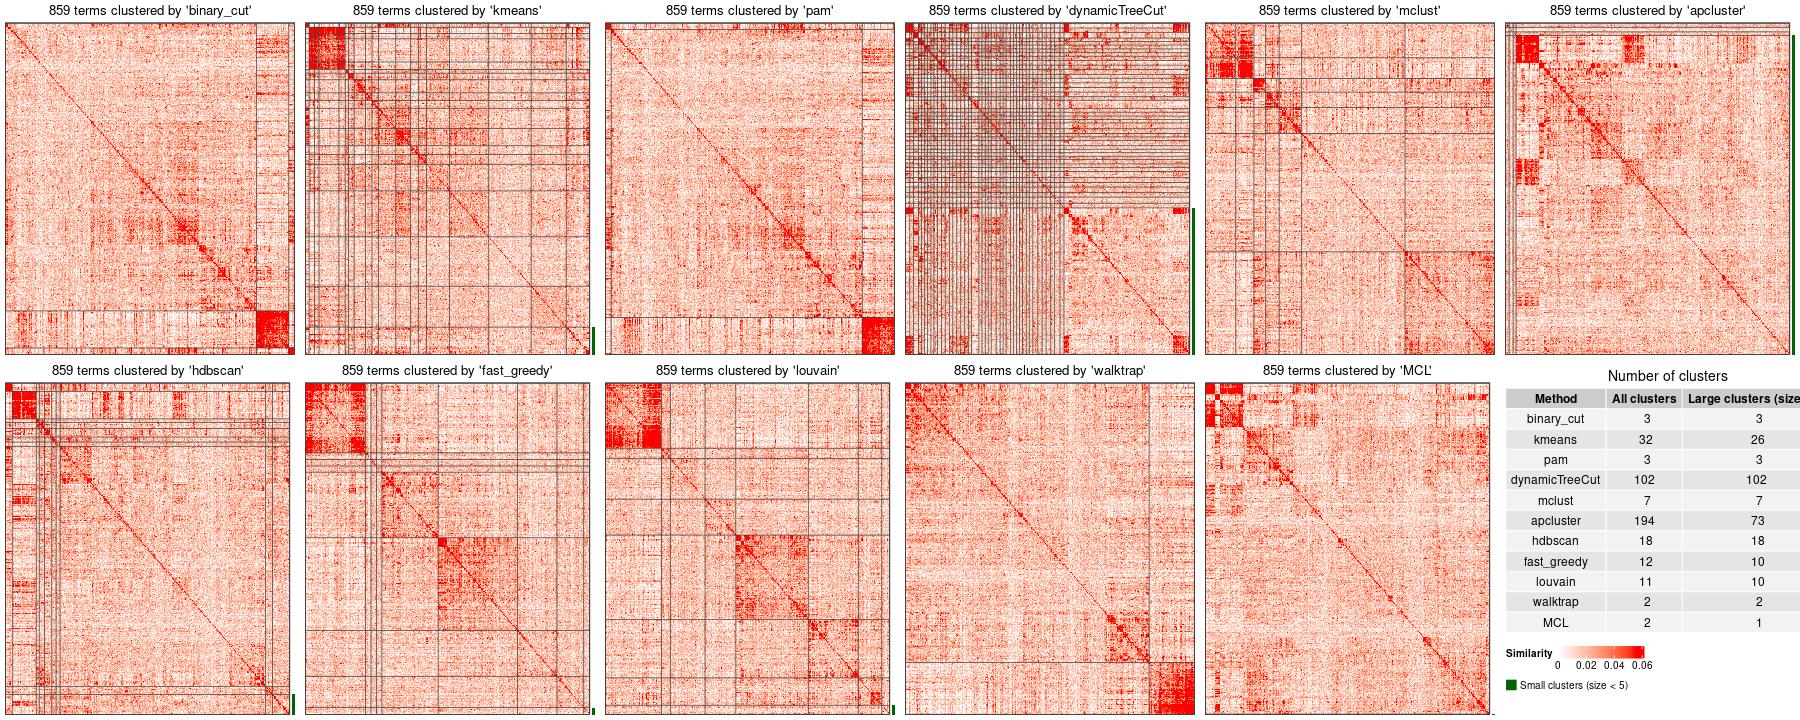 859 terms clustered by 'binary_cut'
859 terms clustered by 'kmeans'
859 terms clustered by 'pam'
859 terms clustered by 'dynamicTreeCut'
859 terms clustered by 'mclust'
859 terms clustered by 'apcluster'
859 terms clustered by 'hdbscan'
859 terms clustered by 'fast_greedy'
859 terms clustered by 'louvain'
859 terms clustered by 'walktrap'
859 terms clustered by 'MCL'
Number of clusters
Method All clusters Large clusters (size
binary_cut 3 3
kmeans 32 26
pam 3 3
dynamicTreeCut 102 102
mclust 7 7
apcluster 194 73
hdbscan 18 18
fast_greedy 12 10
louvain 11 10
walktrap 2 2
MCL 2 1
Similarity
0 0.02 0.04 0.06
Small clusters (size < 5)